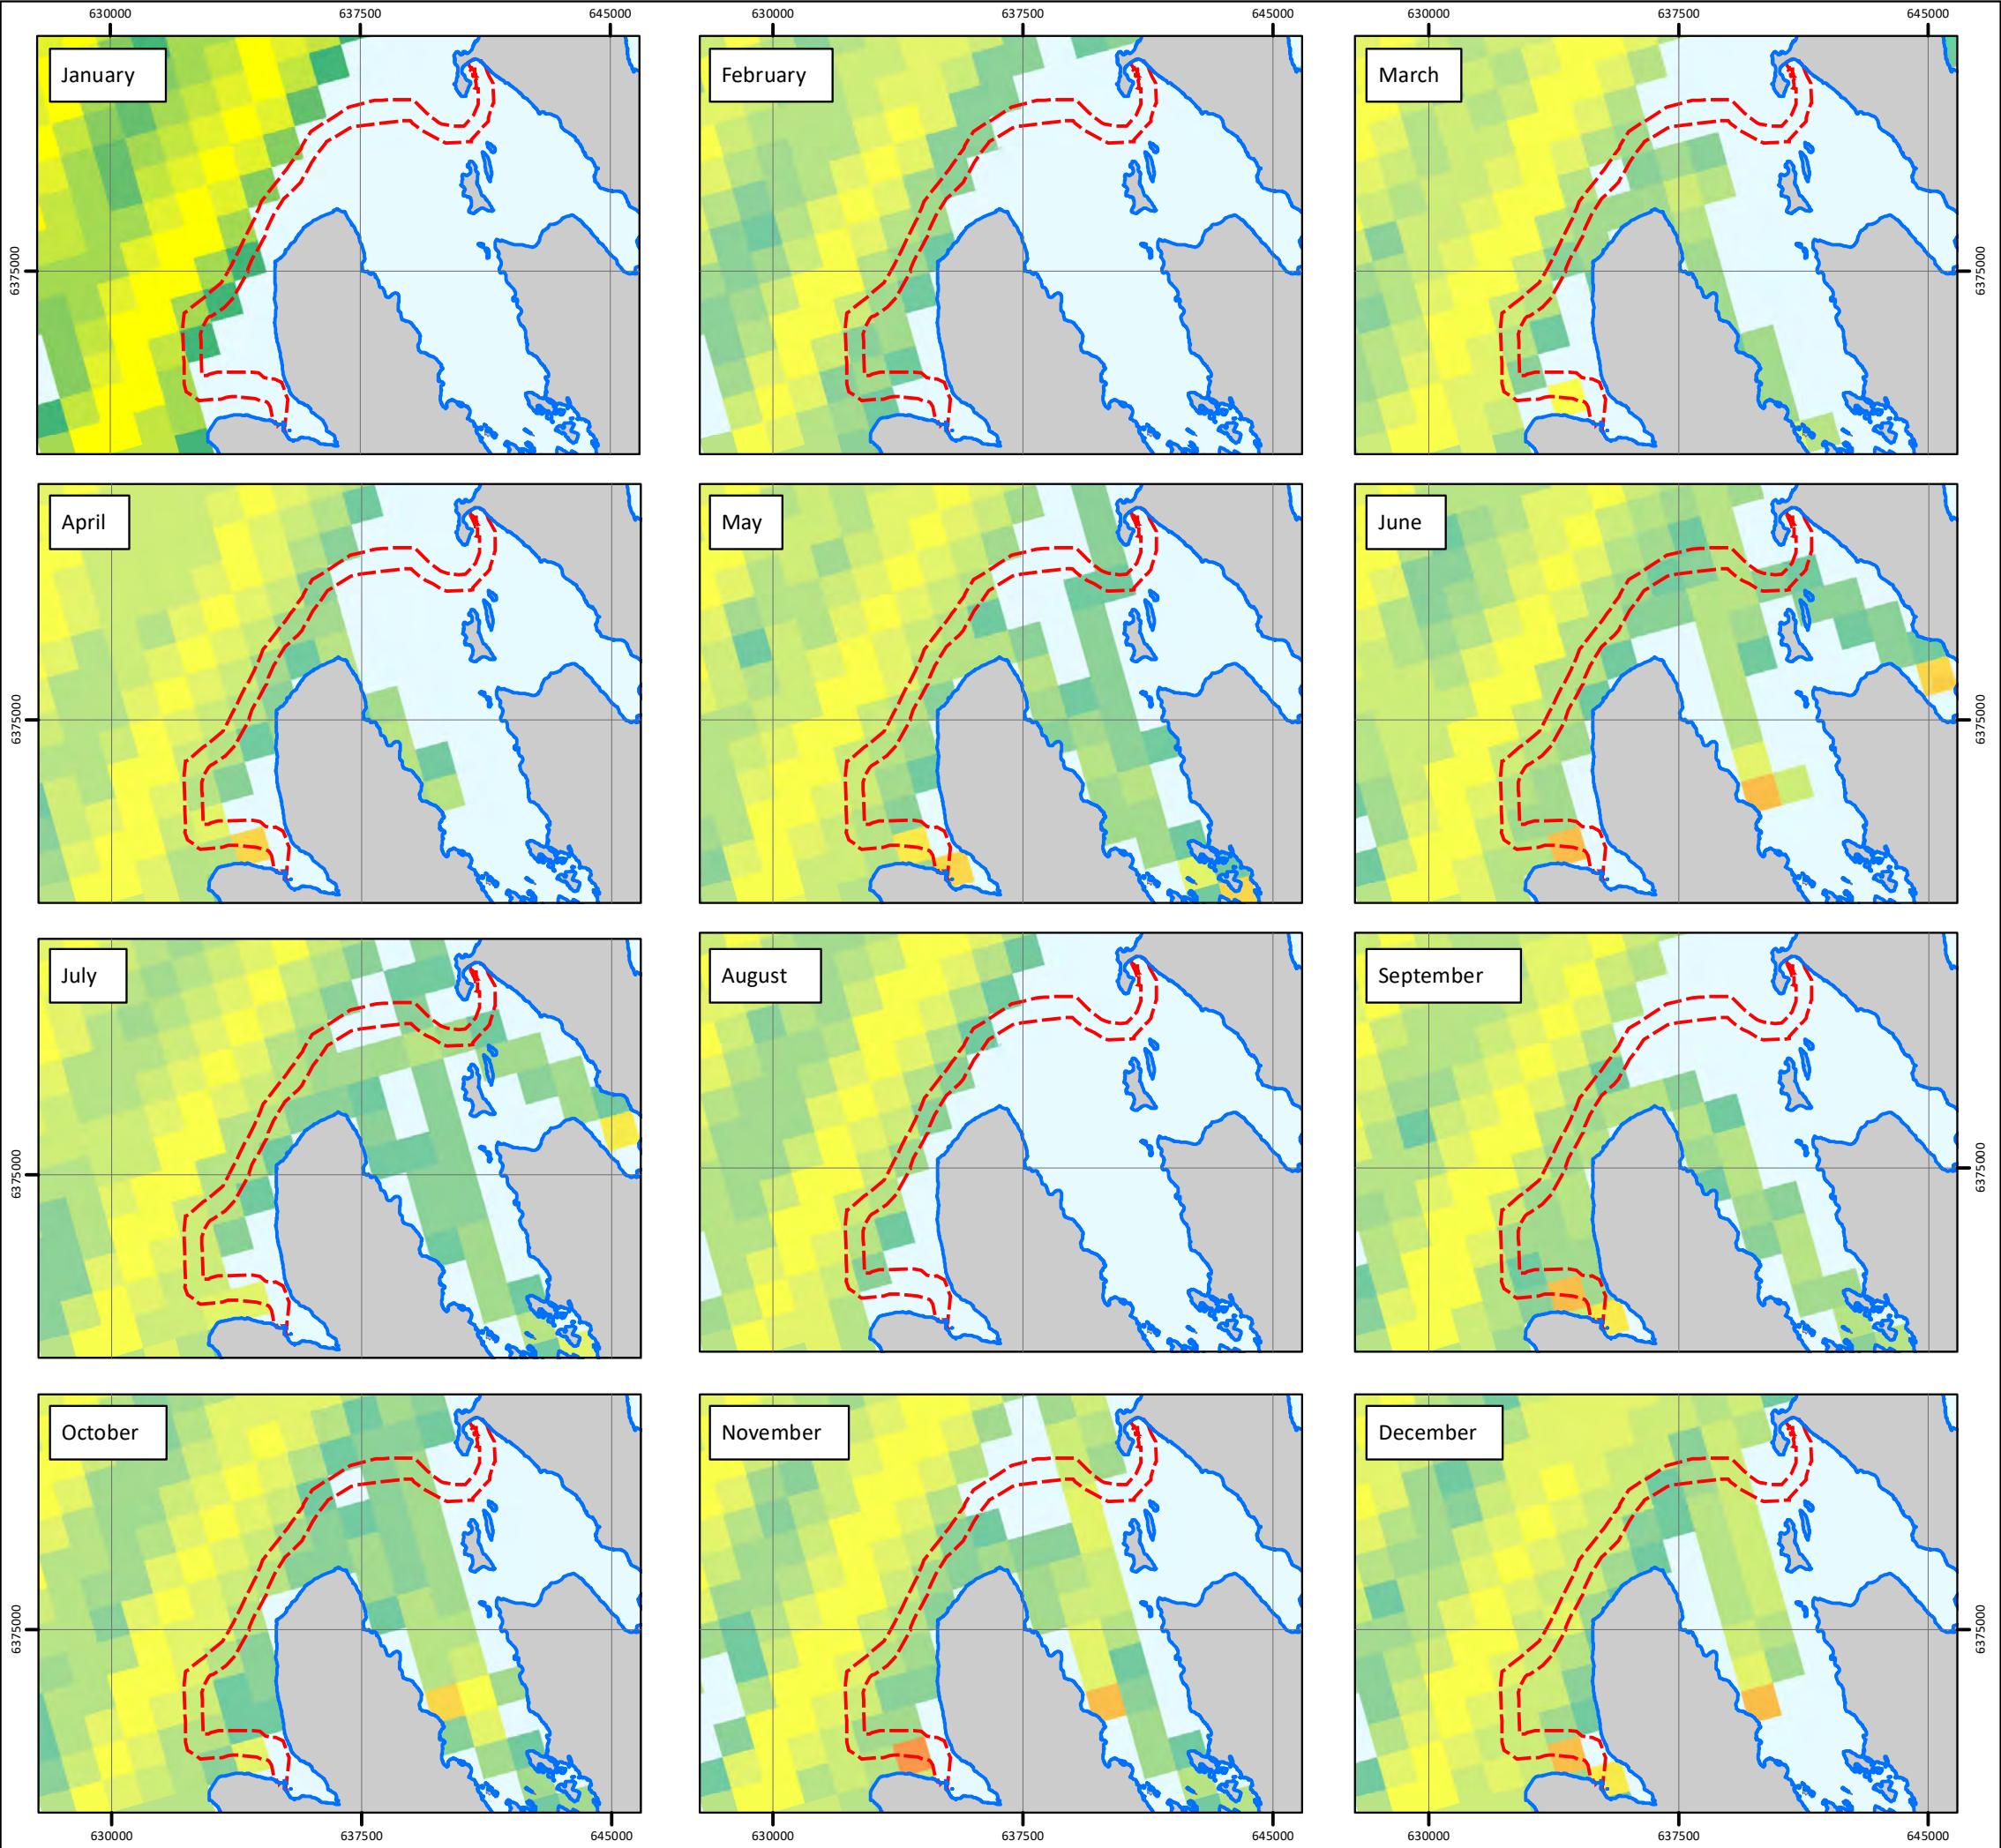 630000 637500 645000 630000 637500 645000 630000 637500 645000
January February March
6375000 6375000
April May June
6375000 6375000
July August September
6375000 6375000
October November December
6375000 6375000
630000 637500 645000 630000 637500 645000 630000 637500 645000